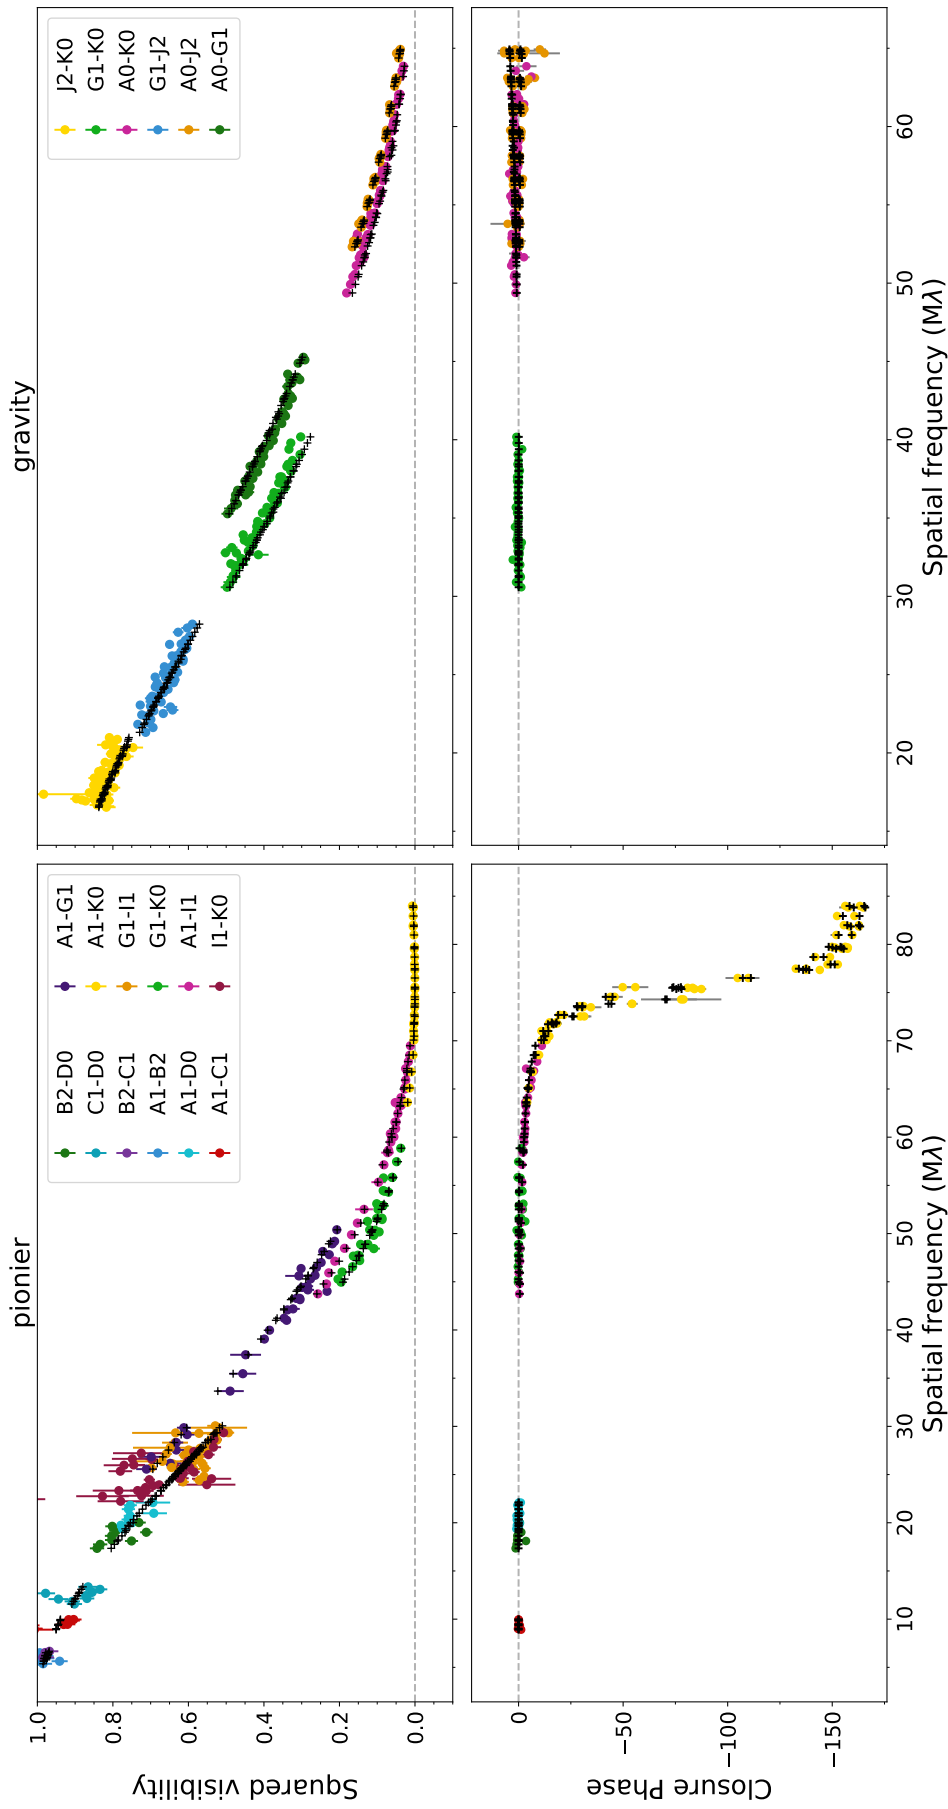 pionier
gravity
B2-D0
C1-D0
B2-C1
A1-B2
A1-D0
A1-C1
A1-G1
A1-K0
G1-I1
G1-K0
A1-I1
I1-K0
J2-K0
G1-K0
A0-K0
G1-J2
A0-J2
A0-G1
Squared visibility
1.0
0.8
0.6
0.4
0.2
0.0
Closure Phase
0
−50
−100
−150
10 20 30 40 50 60 70 80
20 30 40 50 60
Spatial frequency (Mλ)
Spatial frequency (Mλ)